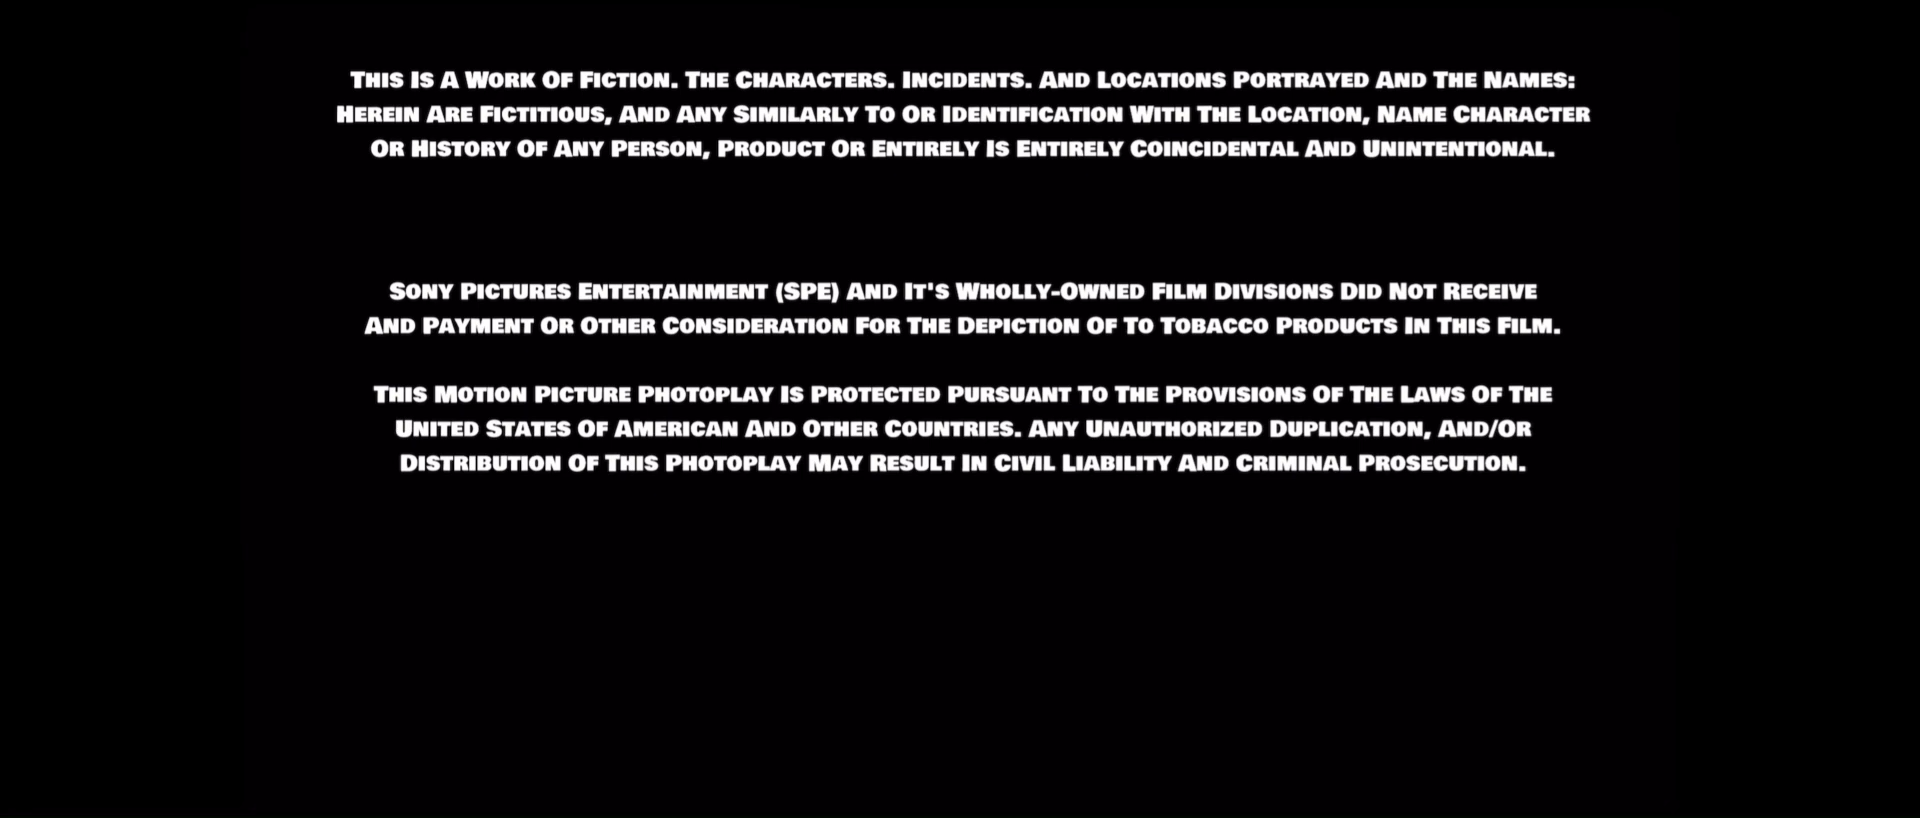 This Is A Work Of Fiction. The Characters. Incidents. And Locations Portrayed And The Names:
Herein Are Fictitious, And Any Similarly To Or Identification With The Location, Name Character
Or History Of Any Person, Product Or Entirely Is Entirely Coincidental And Unintentional.
Sony Pictures Entertainment (SPE) And It's Wholly-Owned Film Divisions Did Not Receive
And Payment Or Other Consideration For The Depiction Of To Tobacco Products In This Film.
This Motion Picture Photoplay Is Protected Pursuant To The Provisions Of The Laws Of The
United States Of American And Other Countries. Any Unauthorized Duplication, And/Or
Distribution Of This Photoplay May Result In Civil Liability And Criminal Prosecution.